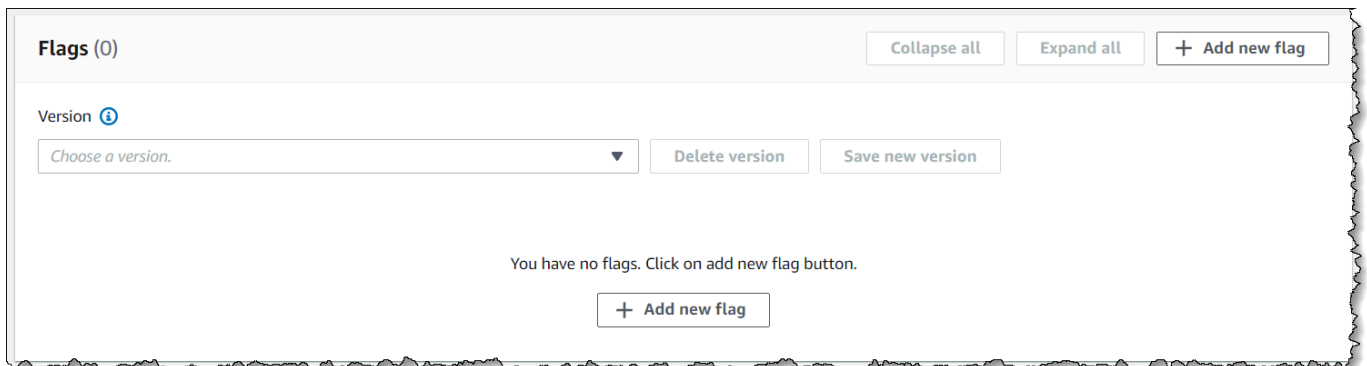 Flags (0)
Collapse all
Expand all
+ Add new flag
Version
Choose a version.
Delete version
Save new version
You have no flags. Click on add new flag button.
+ Add new flag